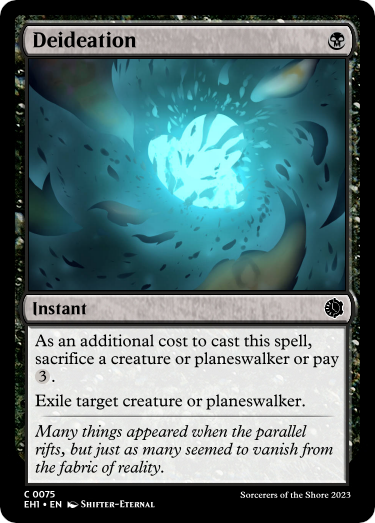 Deideation
Instant
As an additional cost to cast this spell,
sacrifice a creature or planeswalker or pay
3 .
Exile target creature or planeswalker.
Many things appeared when the parallel
rifts, but just as many seemed to vanish from
the fabric of reality.
C 0075
EH1 • EN Shifter-Eternal
Sorcerers of the Shore 2023